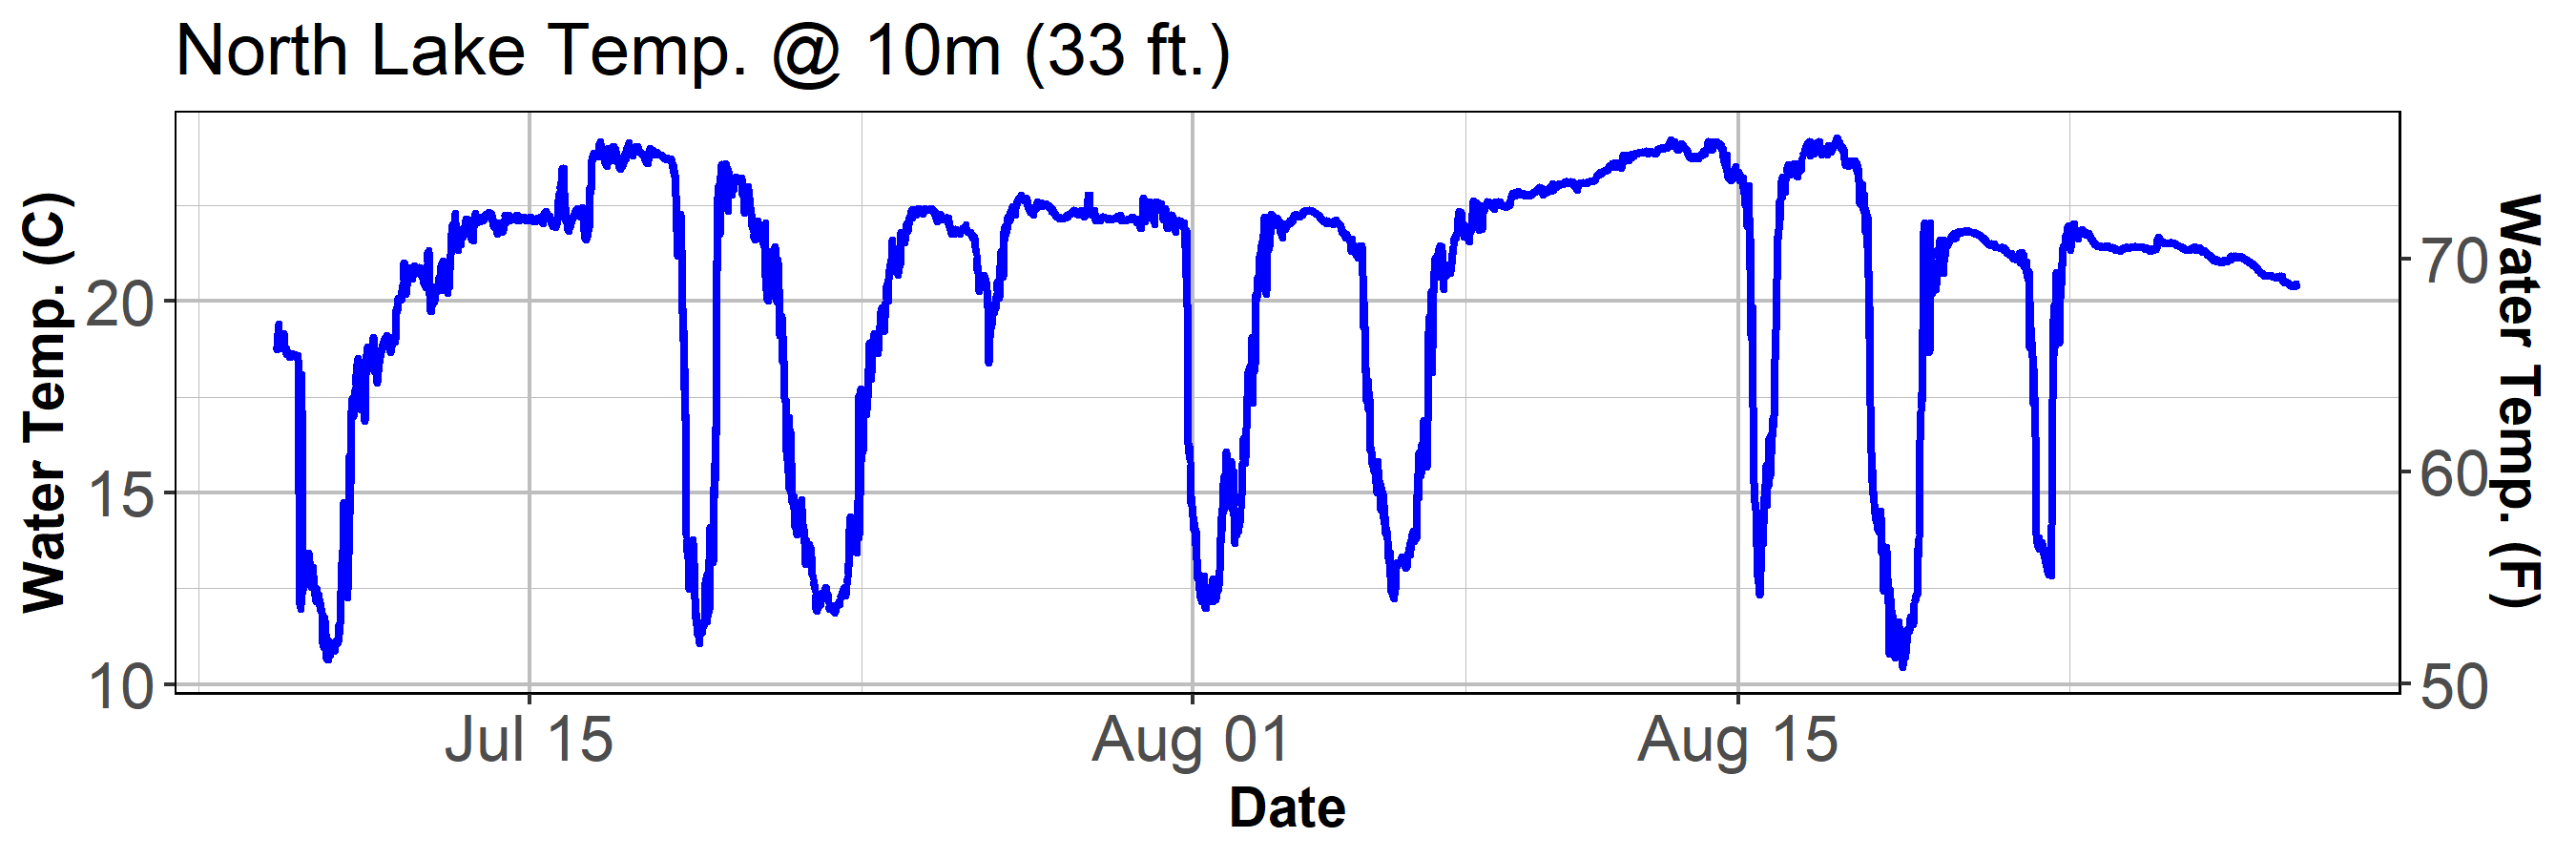 North Lake Temp. @ 10m (33 ft.)
Water Temp. (C)
20
15
10
70
60
50
Water Temp. (F)
Jul 15
Aug 01
Aug 15
Date